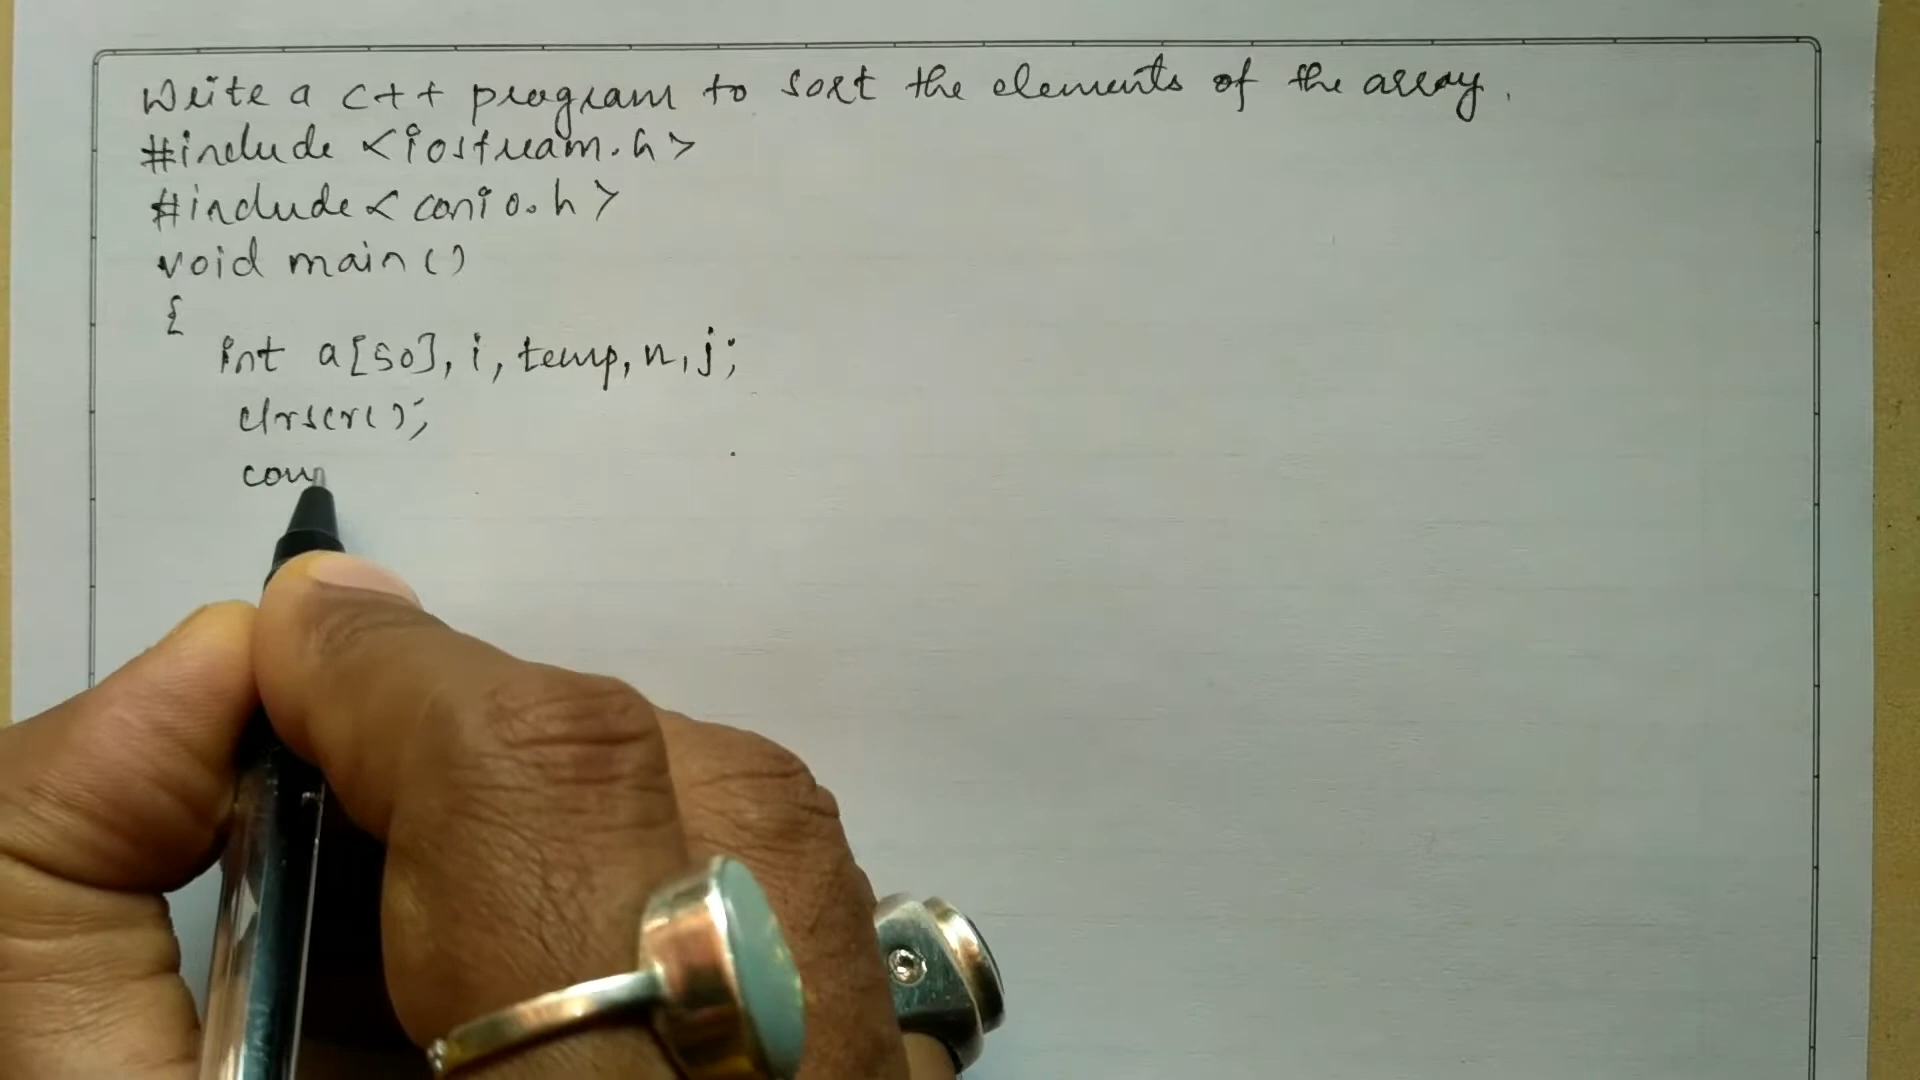 Write a c++ program to sort the elements of the array.
#include <iostream.h>
#include <conio.h>
void main()
{
int a[50], i, temp, n, j;
clrscr();
cou